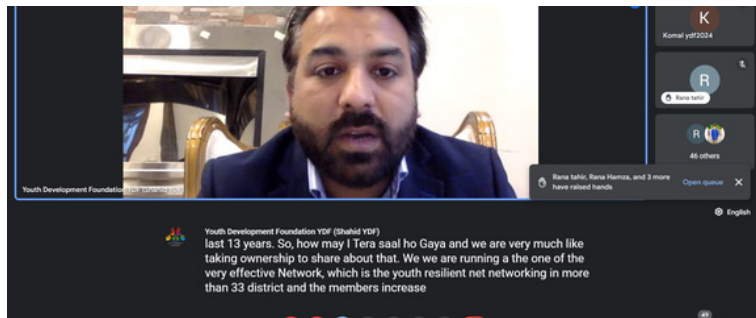 K
Komal ydf2024
R
Rana tahir
R
46 others
Rana tahir, Rana Hamza, and 3 more
have raised hands
Open queue
Youth Development Foundation YDF (Shahid YDF)
English
Youth Development Foundation YDF (Shahid YDF)
last 13 years. So, how may I Tera saal ho Gaya and we are very much like
taking ownership to share about that. We we are running a the one of the
very effective Network, which is the youth resilient net networking in more
than 33 district and the members increase
49